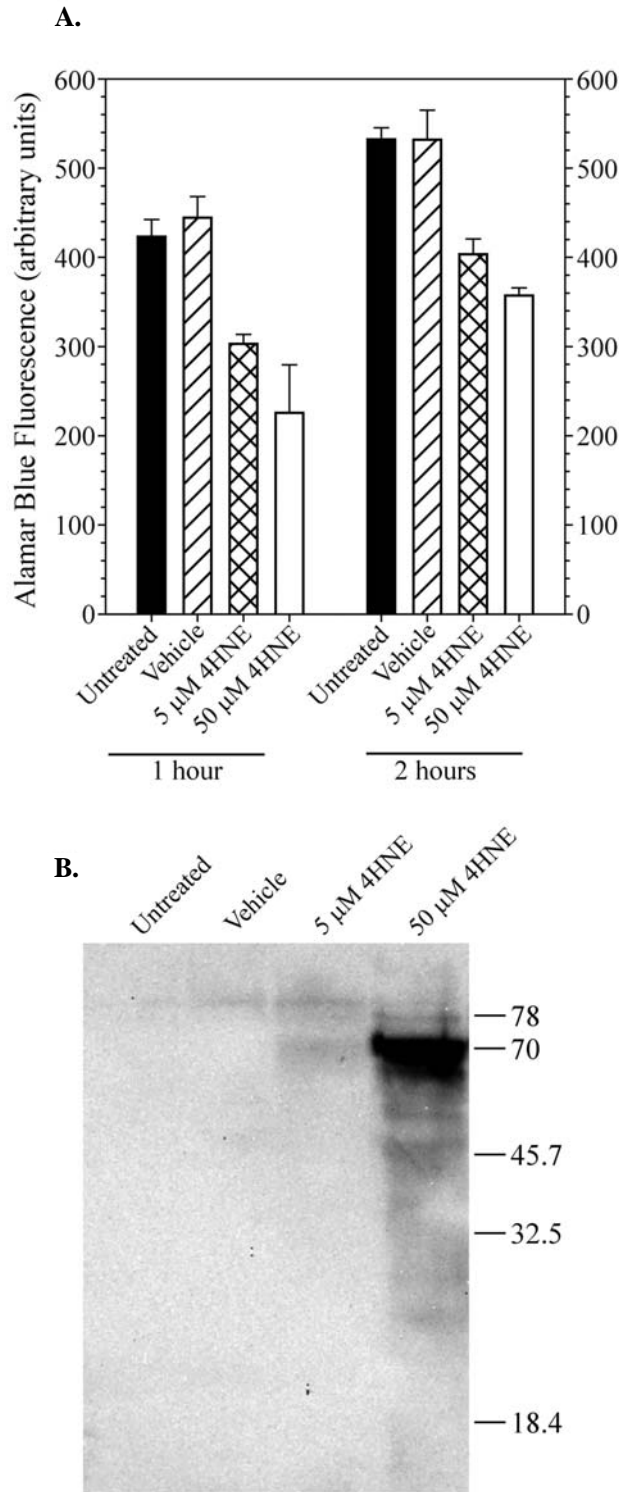 A.
Alamar Blue Fluorescence (arbitrary units)
600 600
500 500
400 400
300 300
200 200
100 100
0 0
Untreated
Vehicle
5 µM 4HNE
50 µM 4HNE
Untreated
Vehicle
5 µM 4HNE
50 µM 4HNE
1 hour 2 hours
B.
Untreated
Vehicle
5 µM 4HNE
50 µM 4HNE
78
70
45.7
32.5
18.4